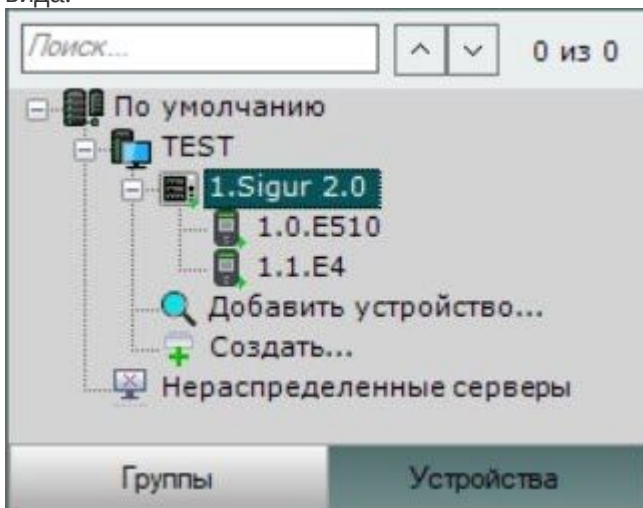 вида.
Поиск...
0 из 0
По умолчанию
TEST
1.Sigur 2.0
1.0.E510
1.1.E4
Добавить устройство...
Создать...
Нераспределенные серверы
Группы Устройства